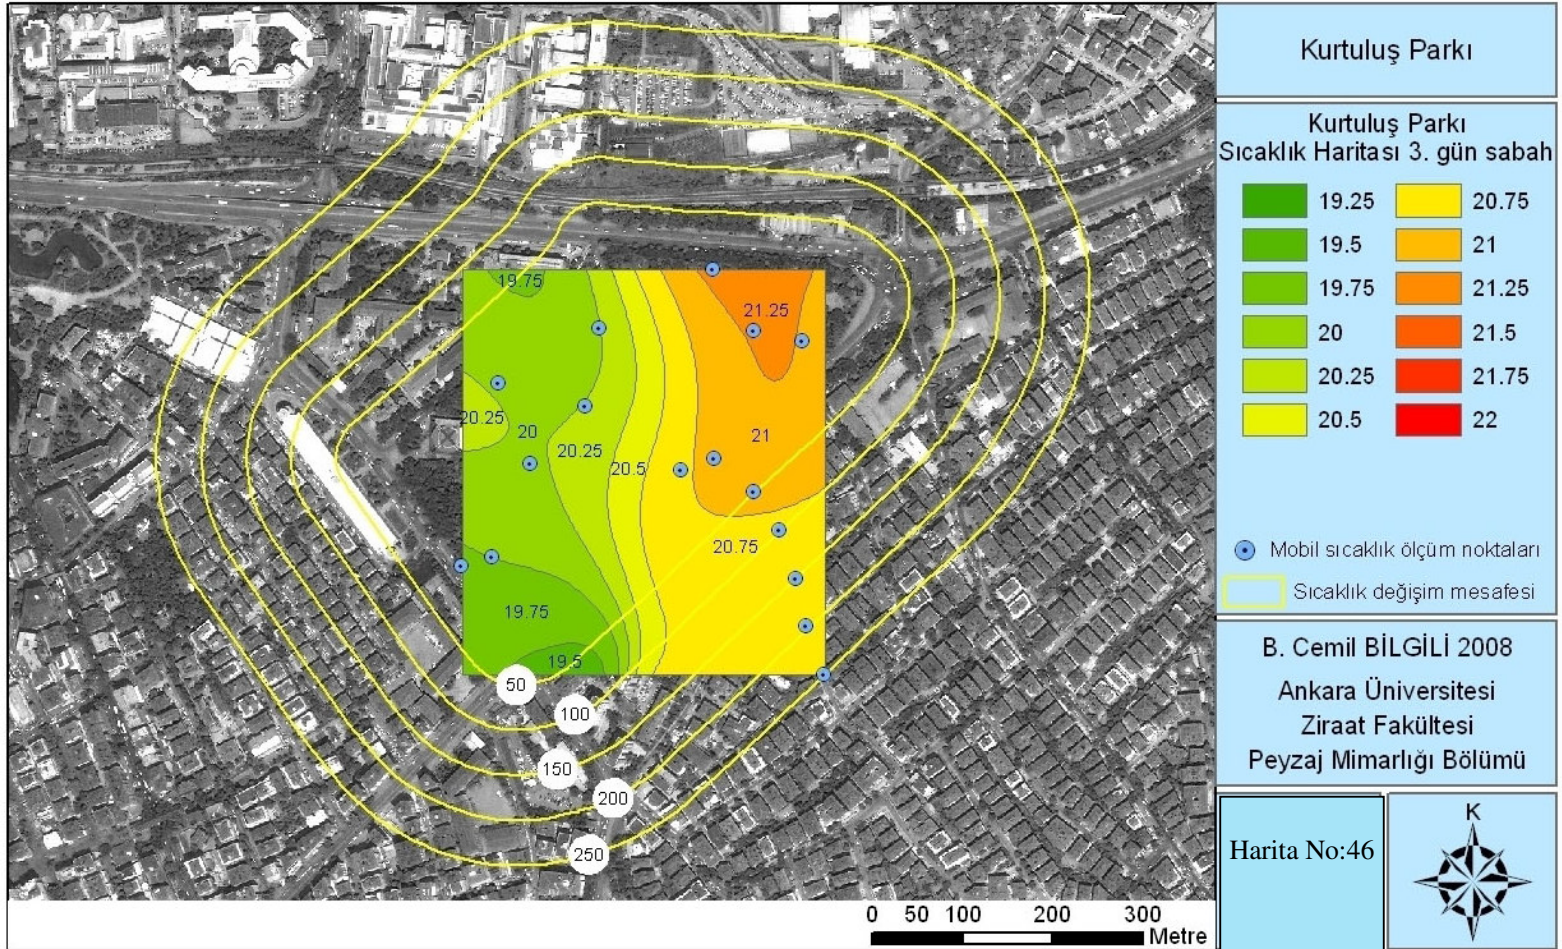 Kurtuluş Parkı
Kurtuluş Parkı
Sıcaklık Haritası 3. gün sabah
19.25 20.75
19.5 21
19.75 21.25
20 21.5
20.25 21.75
20.5 22
Mobil sıcaklık ölçüm noktaları
Sıcaklık değişim mesafesi
B. Cemil BİLGİLİ 2008
Ankara Üniversitesi
Ziraat Fakültesi
Peyzaj Mimarlığı Bölümü
Harita No:46
K
19.75
21.25
20.25
20
20.25
20.5
21
20.75
19.75
19.5
50
100
150
200
250
0 50 100 200 300
Metre